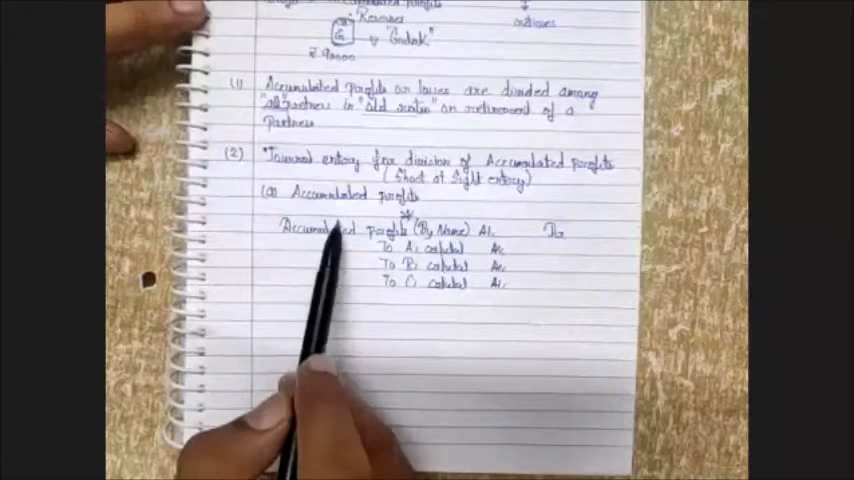 Reserves
G "Gudak"
₹ 90000
(1) Accumulated profits or losses are divided among
"all" partners in "old ratio" on retirement of a
Partner
(2) Journal entry for division of Accumulated profits
(Shoot at Sight entry)
(a) Accumulated profits
Accumulated profits (By Name) A/c Dr
To A's capital A/c
To B's capital A/c
To C's capital A/c